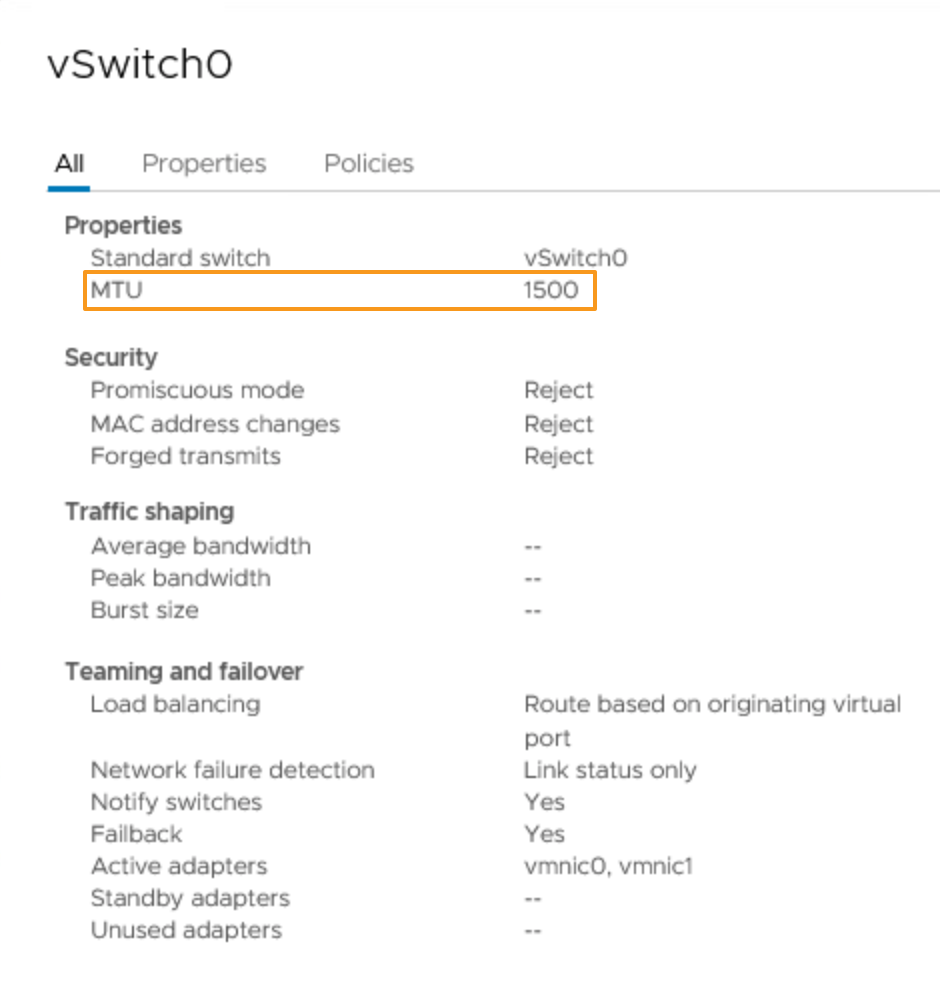 vSwitch0
All Properties Policies
Properties
Standard switch vSwitch0
MTU 1500
Security
Promiscuous mode Reject
MAC address changes Reject
Forged transmits Reject
Traffic shaping
Average bandwidth --
Peak bandwidth --
Burst size --
Teaming and failover
Load balancing Route based on originating virtual
port
Network failure detection Link status only
Notify switches Yes
Failback Yes
Active adapters vmnic0, vmnic1
Standby adapters --
Unused adapters --